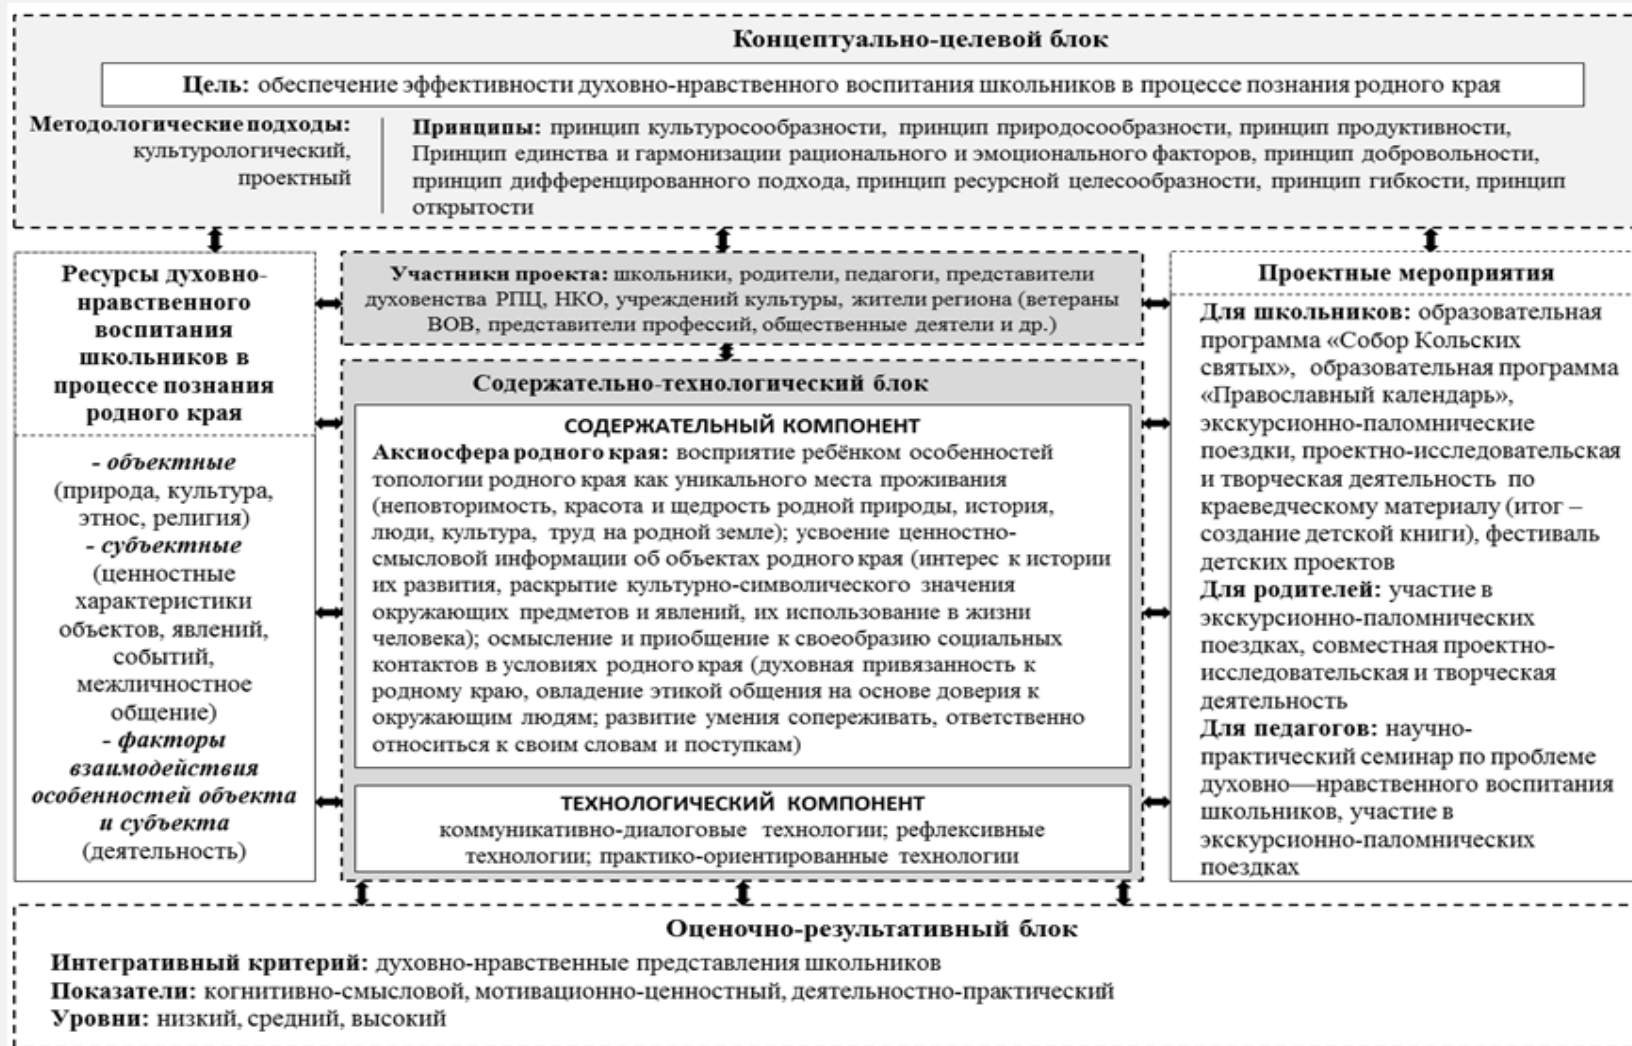 Концептуально-целевой блок
Цель: обеспечение эффективности духовно-нравственного воспитания школьников в процессе познания родного края
Методологические подходы:
культурологический,
проектный
Принципы: принцип культуросообразности, принцип природосообразности, принцип продуктивности,
Принцип единства и гармонизации рационального и эмоционального факторов, принцип добровольности,
принцип дифференцированного подхода, принцип ресурсной целесообразности, принцип гибкости, принцип
открытости
Ресурсы духовно-
нравственного
воспитания
школьников в
процессе познания
родного края
- объектные
(природа, культура,
этнос, религия)
- субъектные
(ценностные
характеристики
объектов, явлений,
событий,
межличностное
общение)
- факторы
взаимодействия
особенностей объекта
и субъекта
(деятельность)
Участники проекта: школьники, родители, педагоги, представители
духовенства РПЦ, НКО, учреждений культуры, жители региона (ветераны
ВОВ, представители профессий, общественные деятели и др.)
Содержательно-технологический блок
СОДЕРЖАТЕЛЬНЫЙ КОМПОНЕНТ
Аксиосфера родного края: восприятие ребёнком особенностей
топологии родного края как уникального места проживания
(неповторимость, красота и щедрость родной природы, история,
люди, культура, труд на родной земле); усвоение ценностно-
смысловой информации об объектах родного края (интерес к истории
их развития, раскрытие культурно-символического значения
окружающих предметов и явлений, их использование в жизни
человека); осмысление и приобщение к своеобразию социальных
контактов в условиях родного края (духовная привязанность к
родному краю, овладение этикой общения на основе доверия к
окружающим людям; развитие умения сопереживать, ответственно
относиться к своим словам и поступкам)
ТЕХНОЛОГИЧЕСКИЙ КОМПОНЕНТ
коммуникативно-диалоговые технологии; рефлексивные
технологии; практико-ориентированные технологии
Проектные мероприятия
Для школьников: образовательная
программа «Собор Кольских
святых», образовательная программа
«Православный календарь»,
экскурсионно-паломнические
поездки, проектно-исследовательская
и творческая деятельность по
краеведческому материалу (итог –
создание детской книги), фестиваль
детских проектов
Для родителей: участие в
экскурсионно-паломнических
поездках, совместная проектно-
исследовательская и творческая
деятельность
Для педагогов: научно-
практический семинар по проблеме
духовно—нравственного воспитания
школьников, участие в
экскурсионно-паломнических
поездках
Оценочно-результативный блок
Интегративный критерий: духовно-нравственные представления школьников
Показатели: когнитивно-смысловой, мотивационно-ценностный, деятельностно-практический
Уровни: низкий, средний, высокий